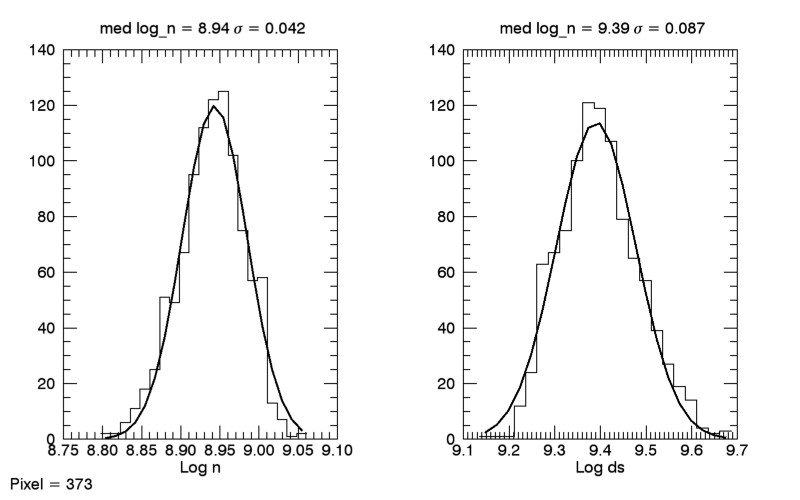 med log_n = 8.94 σ = 0.042
med log_n = 9.39 σ = 0.087
140
120
100
80
60
40
20
0
8.75 8.80 8.85 8.90 8.95 9.00 9.05 9.10
Log n
140
120
100
80
60
40
20
0
9.1 9.2 9.3 9.4 9.5 9.6 9.7
Log ds
Pixel = 373